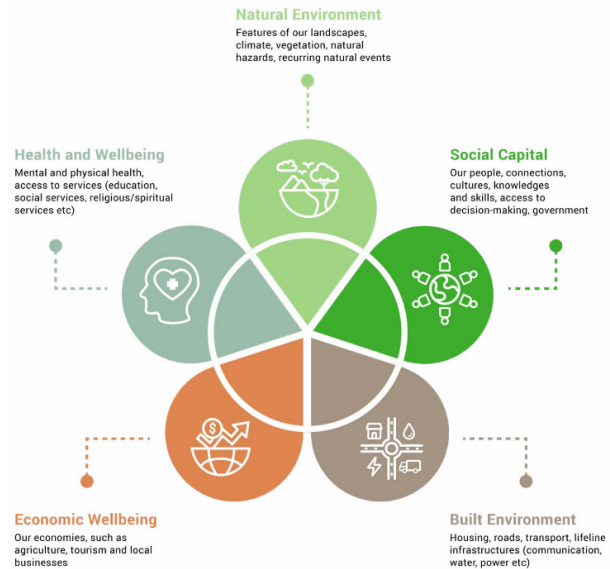 Natural Environment
Features of our landscapes,
climate, vegetation, natural
hazards, recurring natural events
Health and Wellbeing
Mental and physical health,
access to services (education,
social services, religious/spiritual
services etc)
Social Capital
Our people, connections,
cultures, knowledges
and skills, access to
decision-making, government
$
Economic Wellbeing
Our economies, such as
agriculture, tourism and local
businesses
Built Environment
Housing, roads, transport, lifeline
infrastructures (communication,
water, power etc)